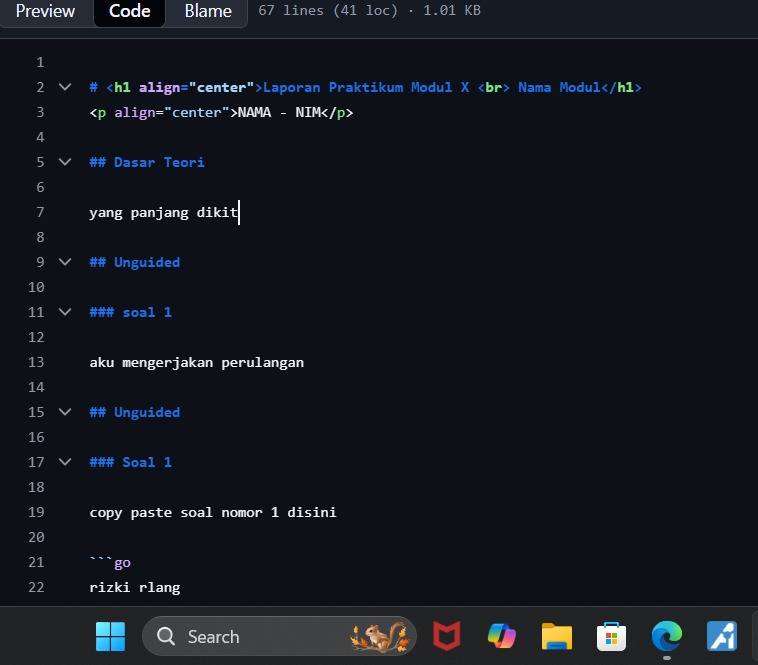 Preview Code Blame 67 lines (41 loc) · 1.01 KB
1
2 # <h1 align="center">Laporan Praktikum Modul X <br> Nama Modul</h1>
3 <p align="center">NAMA - NIM</p>
4
5 ## Dasar Teori
6
7 yang panjang dikit
8
9 ## Unguided
10
11 ### soal 1
12
13 aku mengerjakan perulangan
14
15 ## Unguided
16
17 ### Soal 1
18
19 copy paste soal nomor 1 disini
20
21 ```go
22 rizki rlang
Search